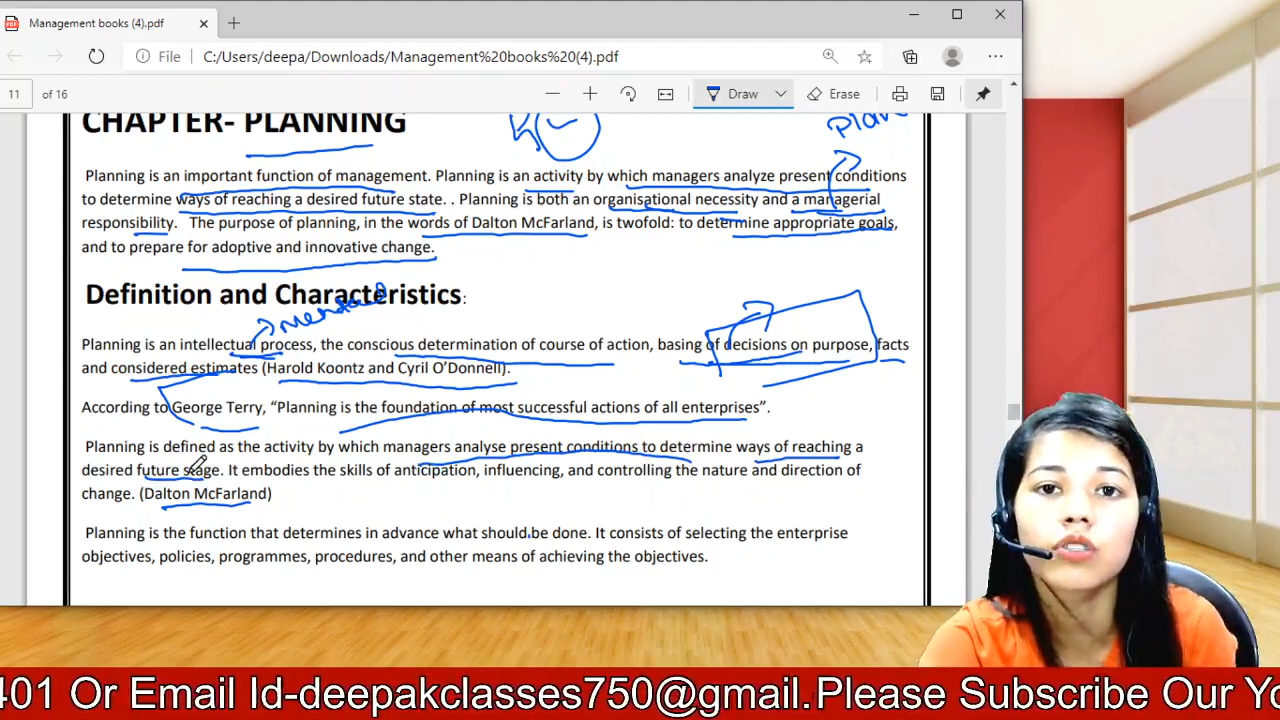 Management books (4).pdf
File C:/Users/deepa/Downloads/Management%20books%20(4).pdf
11 of 16 Draw Erase
CHAPTER- PLANNING
Plan
Planning is an important function of management. Planning is an activity by which managers analyze present conditions
to determine ways of reaching a desired future state. . Planning is both an organisational necessity and a managerial
responsibility. The purpose of planning, in the words of Dalton McFarland, is twofold: to determine appropriate goals,
and to prepare for adoptive and innovative change.
Definition and Characteristics:
mental
Planning is an intellectual process, the conscious determination of course of action, basing of decisions on purpose, facts
and considered estimates (Harold Koontz and Cyril O'Donnell).
According to George Terry, “Planning is the foundation of most successful actions of all enterprises”.
Planning is defined as the activity by which managers analyse present conditions to determine ways of reaching a
desired future stage. It embodies the skills of anticipation, influencing, and controlling the nature and direction of
change. (Dalton McFarland)
Planning is the function that determines in advance what should be done. It consists of selecting the enterprise
objectives, policies, programmes, procedures, and other means of achieving the objectives.
401 Or Email Id-deepakclasses750@gmail.Please Subscribe Our Yo